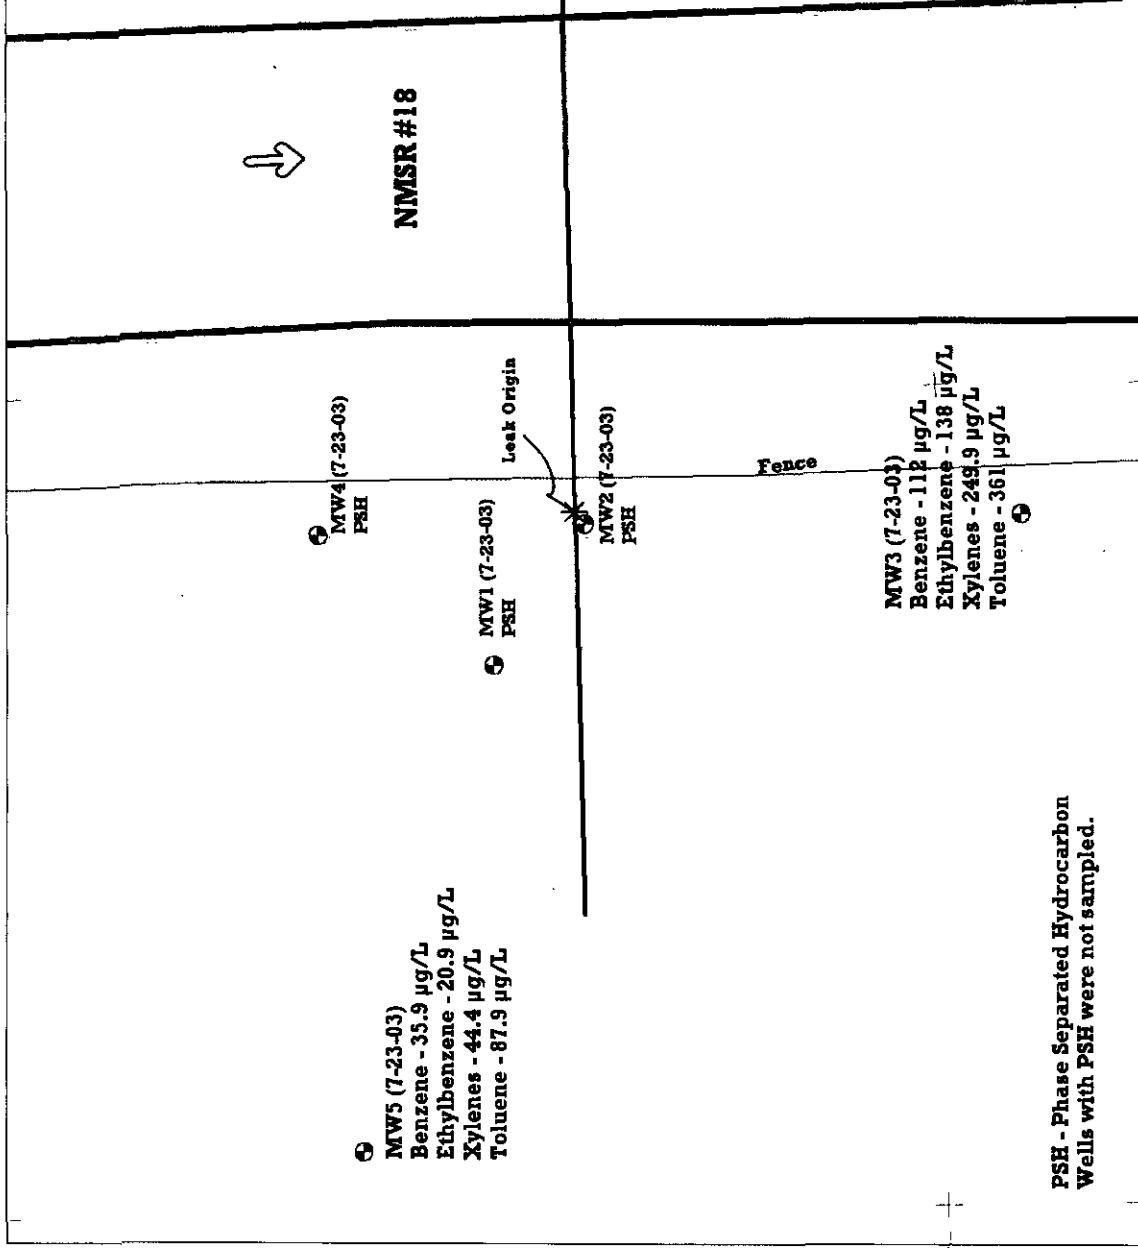 NMSR #18
MW4 (7-23-03)
PSH
Leak Origin
MW1 (7-23-03)
PSH
MW2 (7-23-03)
PSH
Fence
MW3 (7-23-03)
Benzene - 112 µg/L
Ethylbenzene - 138 µg/L
Xylenes - 249.9 µg/L
Toluene - 361 µg/L
MW5 (7-23-03)
Benzene - 35.9 µg/L
Ethylbenzene - 20.9 µg/L
Xylenes - 44.4 µg/L
Toluene - 87.9 µg/L
PSH - Phase Separated Hydrocarbon
Wells with PSH were not sampled.